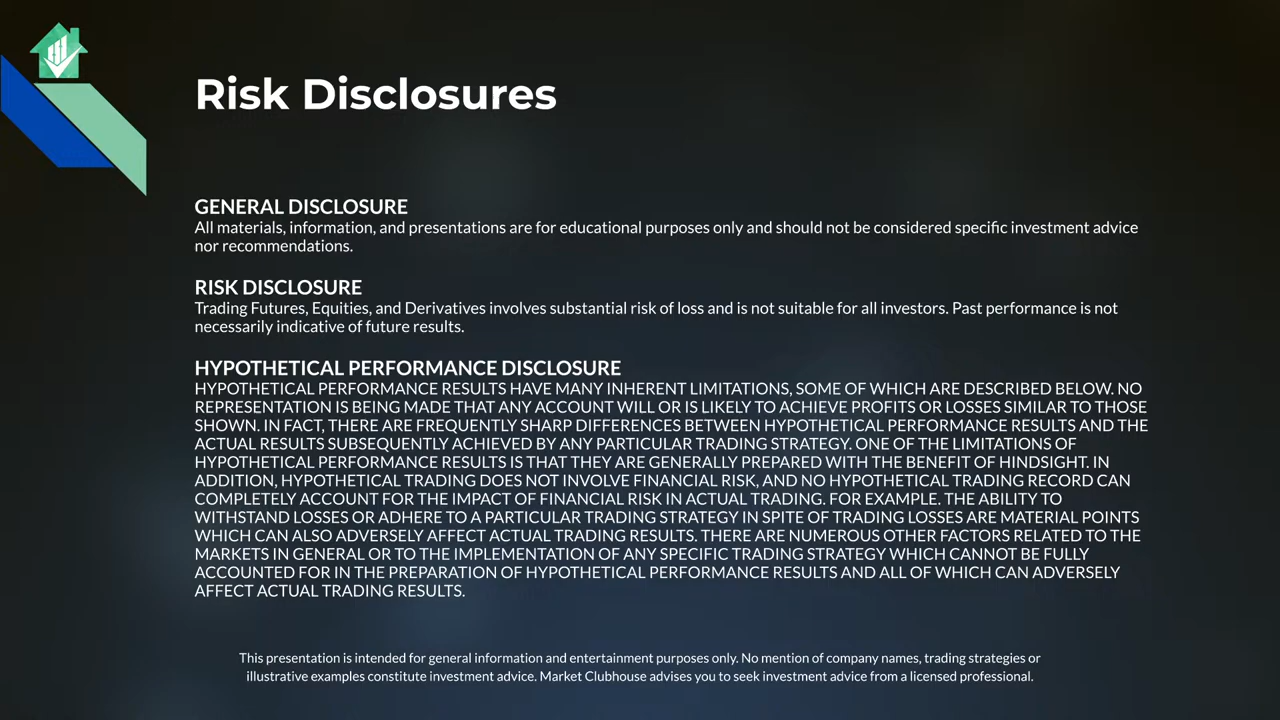 Risk Disclosures
GENERAL DISCLOSURE
All materials, information, and presentations are for educational purposes only and should not be considered specific investment advice
nor recommendations.
RISK DISCLOSURE
Trading Futures, Equities, and Derivatives involves substantial risk of loss and is not suitable for all investors. Past performance is not
necessarily indicative of future results.
HYPOTHETICAL PERFORMANCE DISCLOSURE
HYPOTHETICAL PERFORMANCE RESULTS HAVE MANY INHERENT LIMITATIONS, SOME OF WHICH ARE DESCRIBED BELOW. NO
REPRESENTATION IS BEING MADE THAT ANY ACCOUNT WILL OR IS LIKELY TO ACHIEVE PROFITS OR LOSSES SIMILAR TO THOSE
SHOWN. IN FACT, THERE ARE FREQUENTLY SHARP DIFFERENCES BETWEEN HYPOTHETICAL PERFORMANCE RESULTS AND THE
ACTUAL RESULTS SUBSEQUENTLY ACHIEVED BY ANY PARTICULAR TRADING STRATEGY. ONE OF THE LIMITATIONS OF
HYPOTHETICAL PERFORMANCE RESULTS IS THAT THEY ARE GENERALLY PREPARED WITH THE BENEFIT OF HINDSIGHT. IN
ADDITION, HYPOTHETICAL TRADING DOES NOT INVOLVE FINANCIAL RISK, AND NO HYPOTHETICAL TRADING RECORD CAN
COMPLETELY ACCOUNT FOR THE IMPACT OF FINANCIAL RISK IN ACTUAL TRADING. FOR EXAMPLE. THE ABILITY TO
WITHSTAND LOSSES OR ADHERE TO A PARTICULAR TRADING STRATEGY IN SPITE OF TRADING LOSSES ARE MATERIAL POINTS
WHICH CAN ALSO ADVERSELY AFFECT ACTUAL TRADING RESULTS. THERE ARE NUMEROUS OTHER FACTORS RELATED TO THE
MARKETS IN GENERAL OR TO THE IMPLEMENTATION OF ANY SPECIFIC TRADING STRATEGY WHICH CANNOT BE FULLY
ACCOUNTED FOR IN THE PREPARATION OF HYPOTHETICAL PERFORMANCE RESULTS AND ALL OF WHICH CAN ADVERSELY
AFFECT ACTUAL TRADING RESULTS.
This presentation is intended for general information and entertainment purposes only. No mention of company names, trading strategies or
illustrative examples constitute investment advice. Market Clubhouse advises you to seek investment advice from a licensed professional.